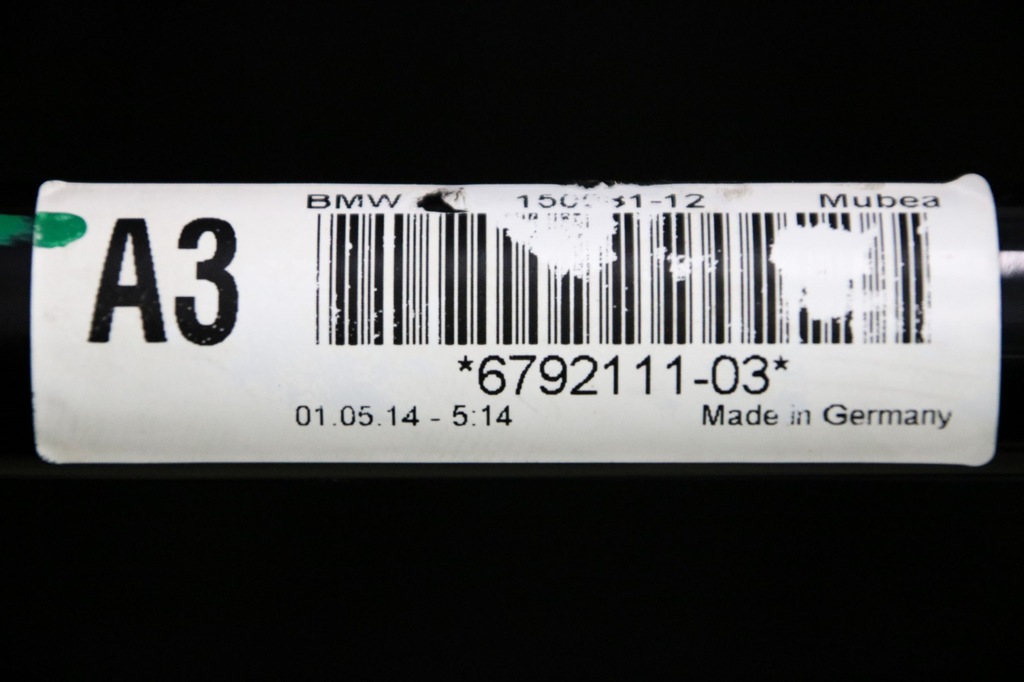 BMW Mubea
A3
*6792111-03*
01.05.14 - 5:14 Made in Germany